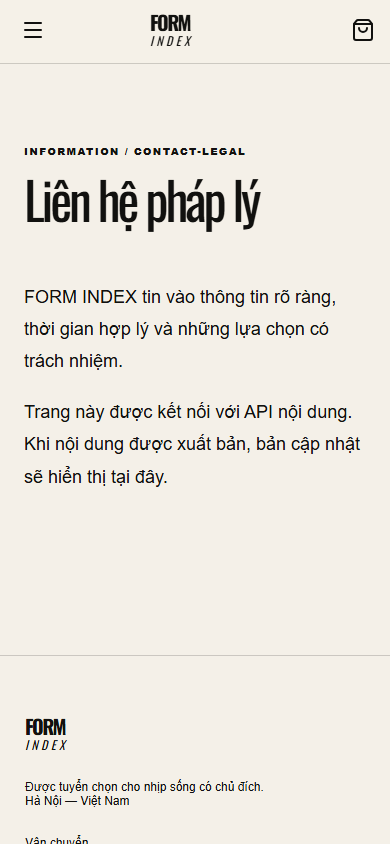 FORM
INDEX
INFORMATION / CONTACT-LEGAL
Liên hệ pháp lý
FORM INDEX tin vào thông tin rõ ràng,
thời gian hợp lý và những lựa chọn có
trách nhiệm.
Trang này được kết nối với API nội dung.
Khi nội dung được xuất bản, bản cập nhật
sẽ hiển thị tại đây.
FORM
INDEX
Được tuyển chọn cho nhịp sống có chủ đích.
Hà Nội — Việt Nam
Vận chuyển